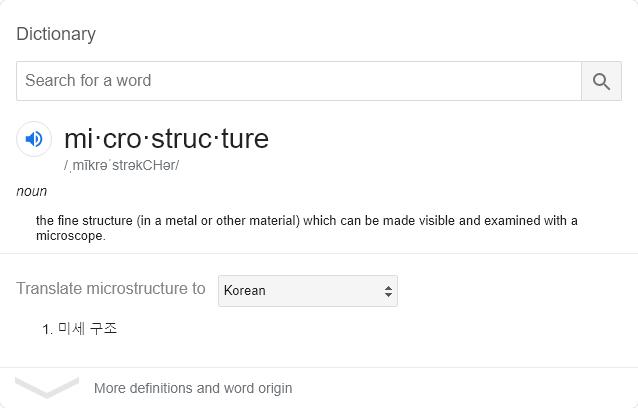 Dictionary
Search for a word
mi·cro·struc·ture
/ˌmīkrəˈstrəkCHər/
noun
the fine structure (in a metal or other material) which can be made visible and examined with a
microscope.
Translate microstructure to Korean
1. 미세 구조
More definitions and word origin